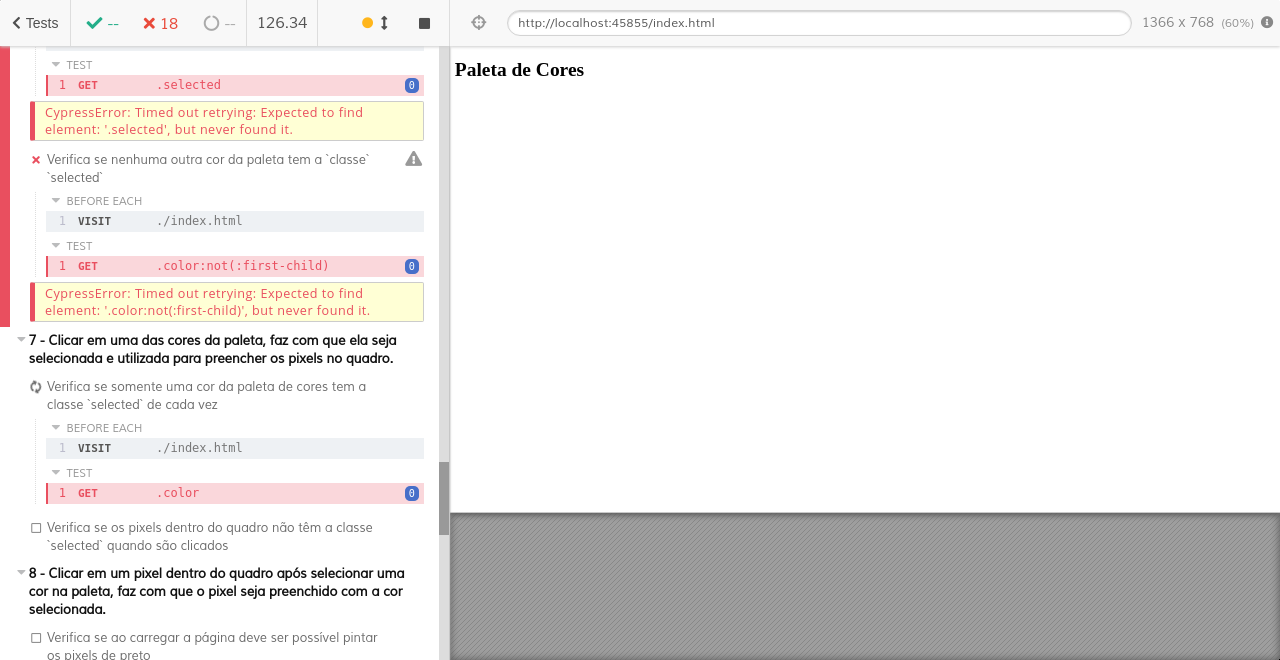 Tests
--
18
--
126.34
http://localhost:45855/index.html
1366 x 768 (60%)
TEST
1 GET .selected 0
CypressError: Timed out retrying: Expected to find
element: '.selected', but never found it.
Verifica se nenhuma outra cor da paleta tem a `classe`
`selected`
BEFORE EACH
1 VISIT ./index.html
TEST
1 GET .color:not(:first-child) 0
CypressError: Timed out retrying: Expected to find
element: '.color:not(:first-child)', but never found it.
7 - Clicar em uma das cores da paleta, faz com que ela seja
selecionada e utilizada para preencher os pixels no quadro.
Verifica se somente uma cor da paleta de cores tem a
classe `selected` de cada vez
BEFORE EACH
1 VISIT ./index.html
TEST
1 GET .color 0
Verifica se os pixels dentro do quadro não têm a classe
`selected` quando são clicados
8 - Clicar em um pixel dentro do quadro após selecionar uma
cor na paleta, faz com que o pixel seja preenchido com a cor
selecionada.
Verifica se ao carregar a página deve ser possível pintar
os pixels de preto
Paleta de Cores